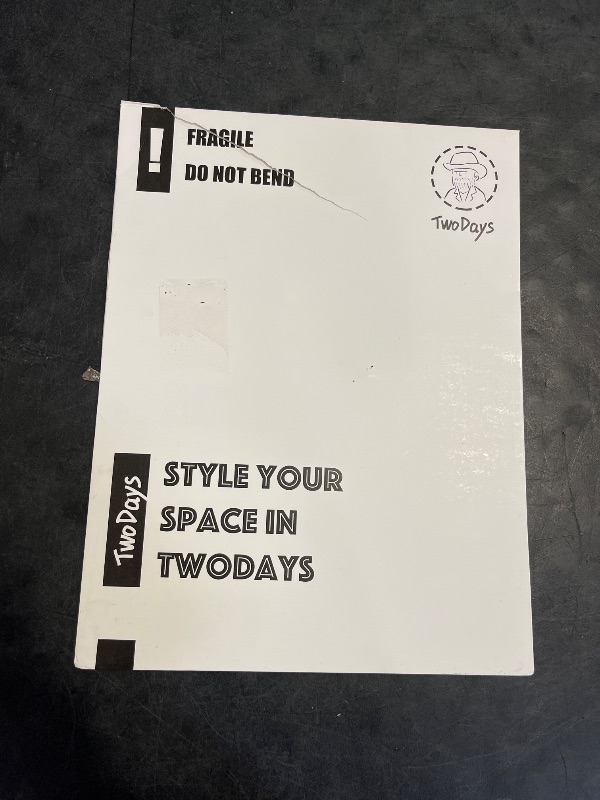 !
FRAGILE
DO NOT BEND
TwoDays
TwoDays
STYLE YOUR
SPACE IN
TWODAYS